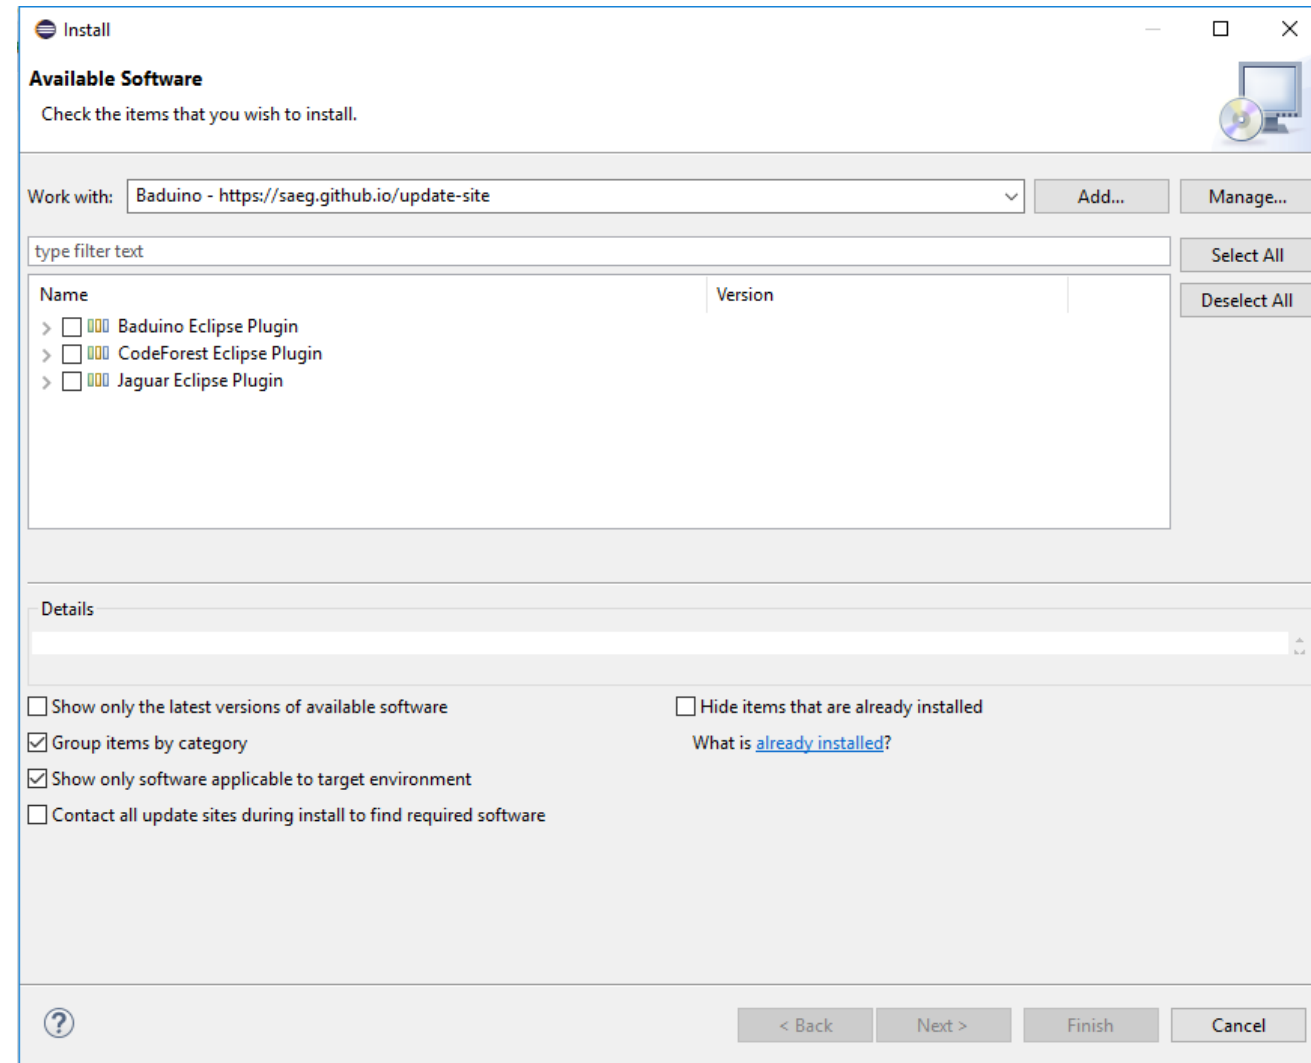 Install
Available Software
Check the items that you wish to install.
Work with: Baduino - https://saeg.github.io/update-site Add... Manage...
type filter text Select All
Name Version Deselect All
Baduino Eclipse Plugin
CodeForest Eclipse Plugin
Jaguar Eclipse Plugin
Details
Show only the latest versions of available software Hide items that are already installed
Group items by category What is already installed?
Show only software applicable to target environment
Contact all update sites during install to find required software
? < Back Next > Finish Cancel